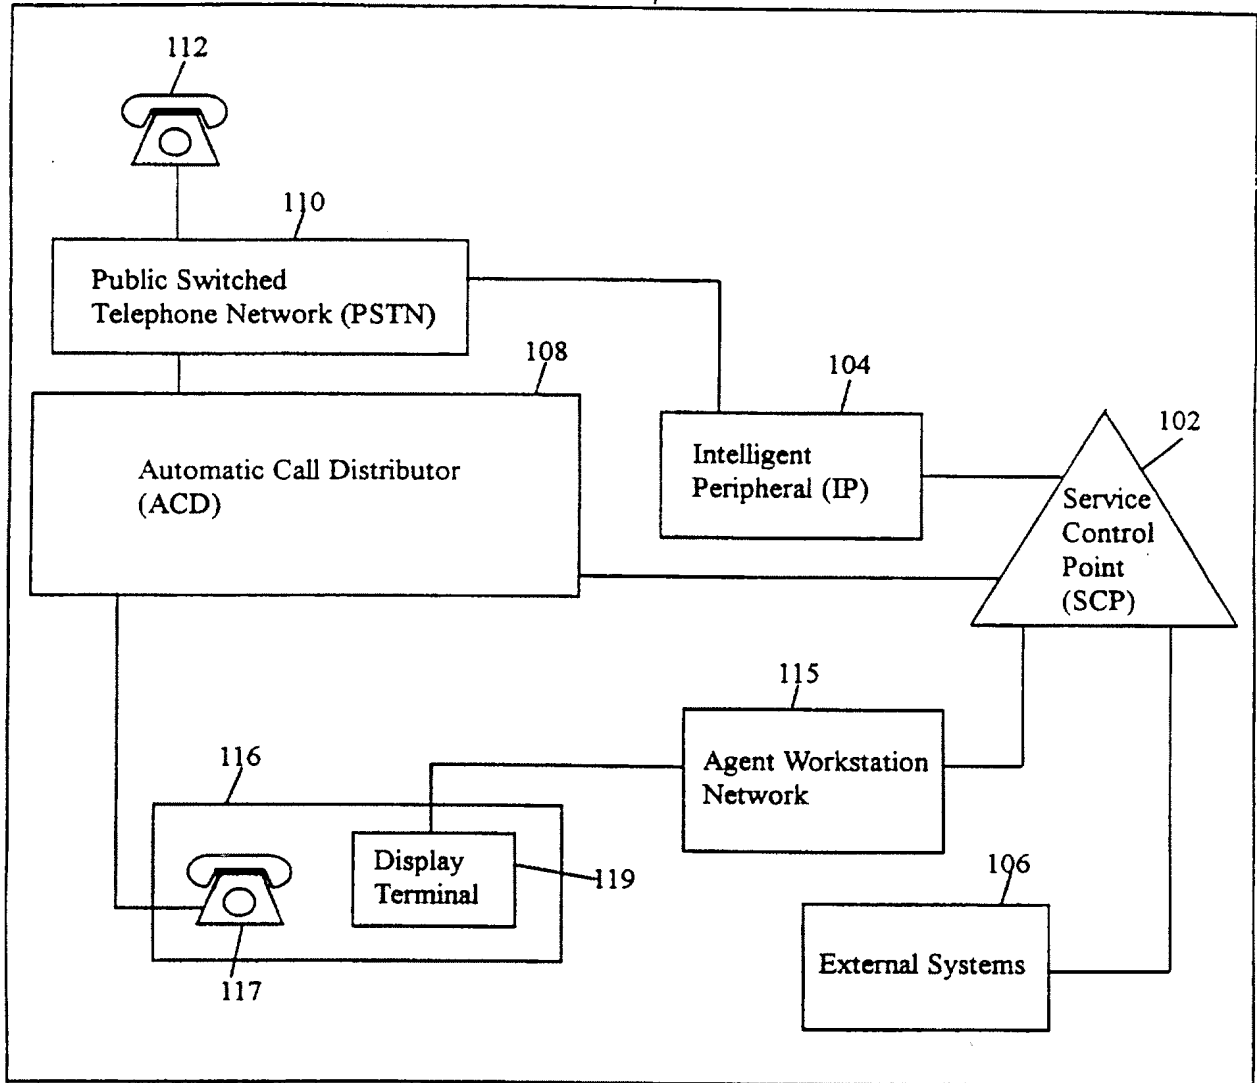 112
110
Public Switched
Telephone Network (PSTN)
108
Automatic Call Distributor
(ACD)
104
Intelligent
Peripheral (IP)
102
Service
Control
Point
(SCP)
115
Agent Workstation
Network
116
Display
Terminal
119
117
106
External Systems